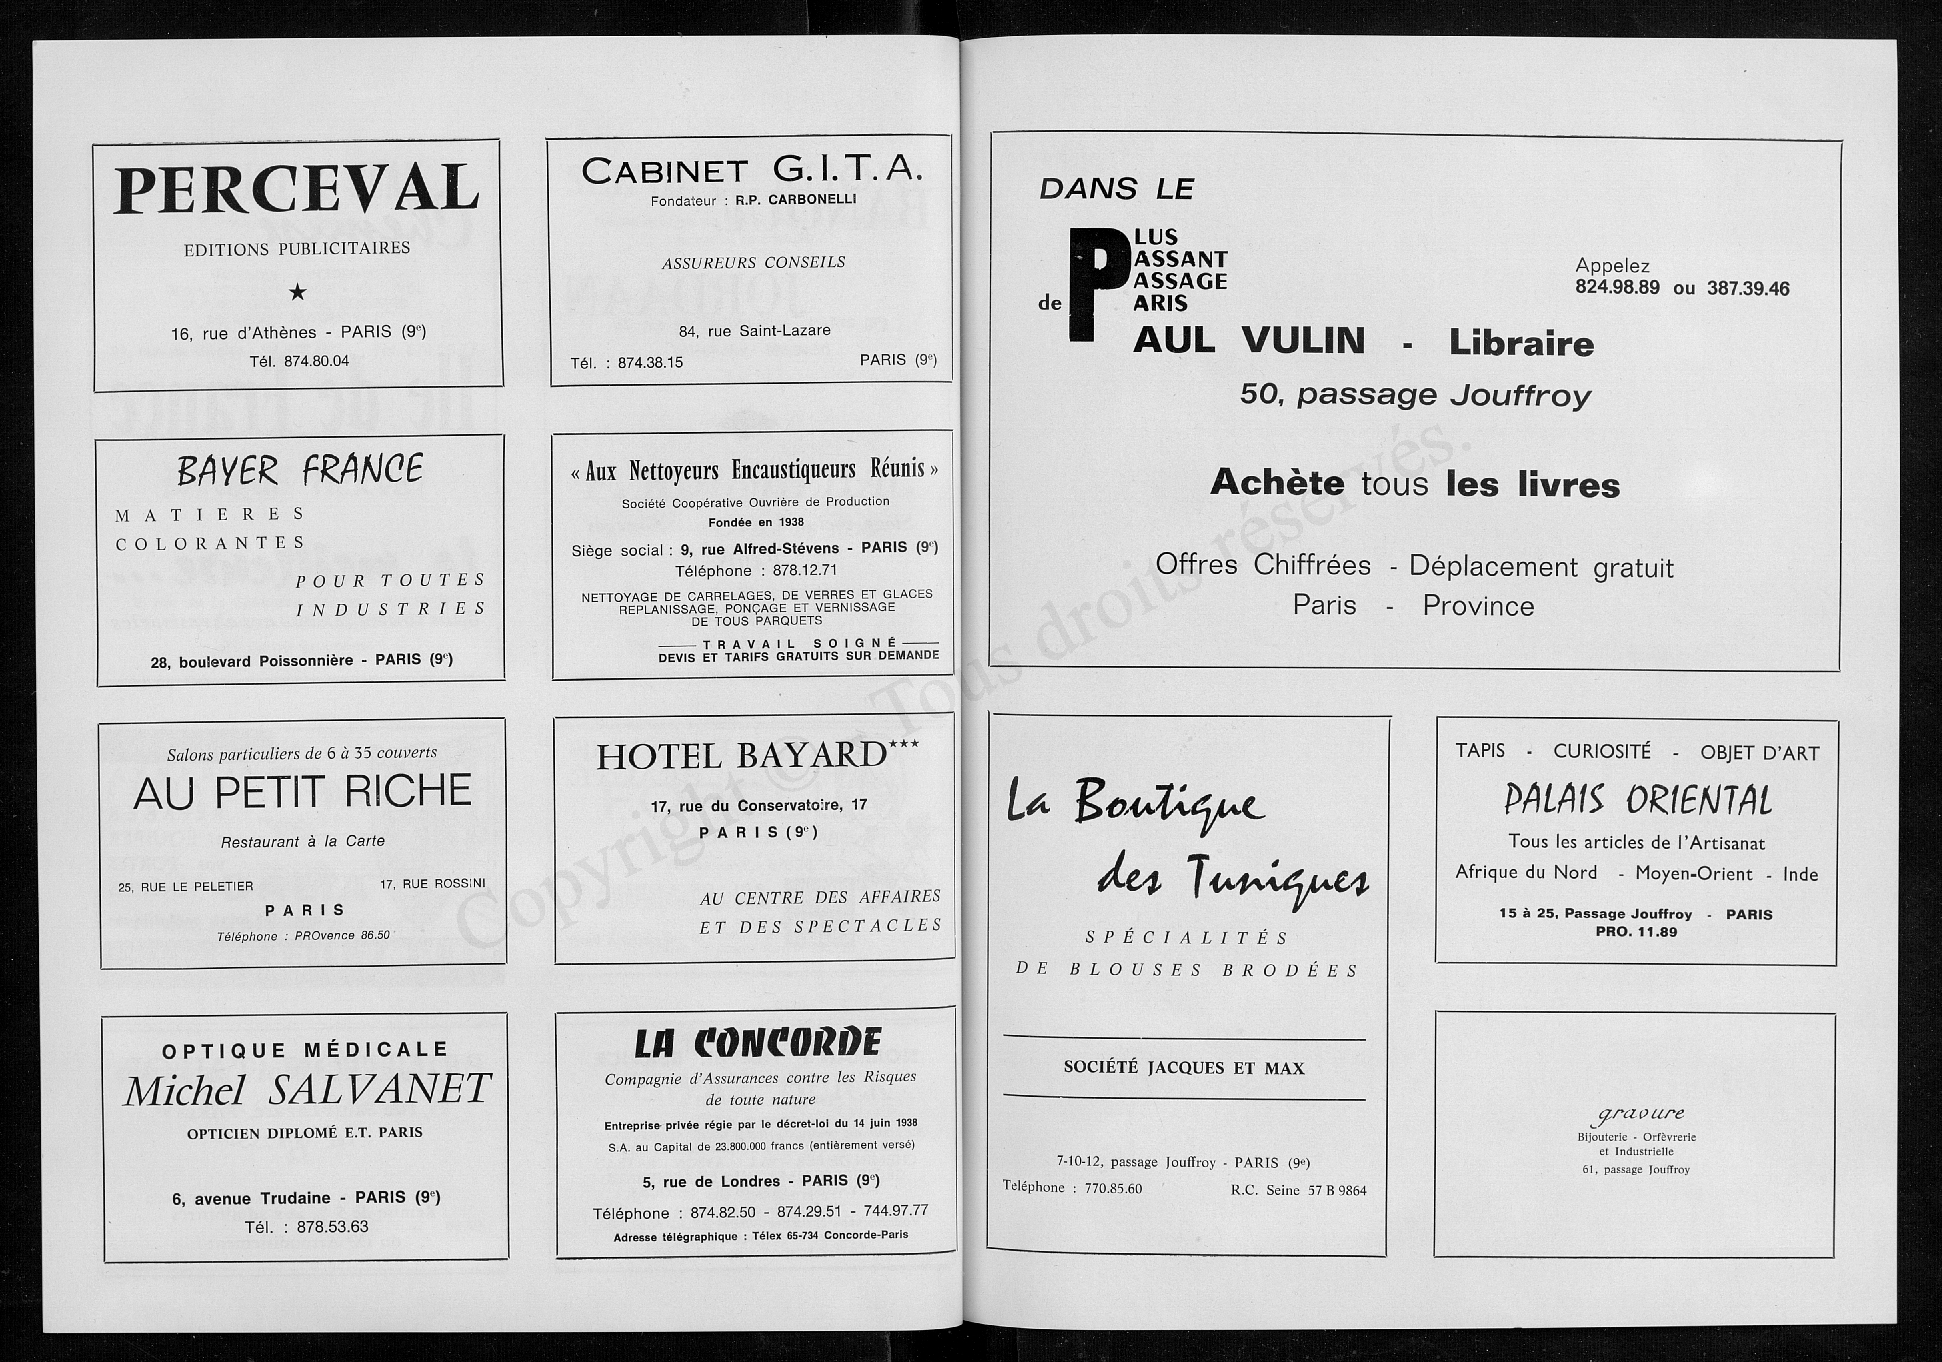 PERCEVAL
EDITIONS PUBLICITAIRES
★
16, rue d'Athènes - PARIS (9e)
Tél. 874.80.04
CABINET G.I.T.A.
Fondateur : R.P. CARBONELLI
ASSUREURS CONSEILS
84, rue Saint-Lazare
Tél. : 874.38.15 PARIS (9e)
BAYER FRANCE
MATIERES
COLORANTES
POUR TOUTES
INDUSTRIES
28, boulevard Poissonnière - PARIS (9e)
« Aux Nettoyeurs Encaustiqueurs Réunis »
Société Coopérative Ouvrière de Production
Fondée en 1938
Siège social : 9, rue Alfred-Stévens - PARIS (9e)
Téléphone : 878.12.71
NETTOYAGE DE CARRELAGES, DE VERRES ET GLACES
REPLANISSAGE, PONÇAGE ET VERNISSAGE
DE TOUS PARQUETS
TRAVAIL SOIGNÉ
DEVIS ET TARIFS GRATUITS SUR DEMANDE
Salons particuliers de 6 à 35 couverts
AU PETIT RICHE
Restaurant à la Carte
25, RUE LE PELETIER 17, RUE ROSSINI
PARIS
Téléphone : PROvence 86.50
HOTEL BAYARD***
17, rue du Conservatoire, 17
PARIS (9e)
AU CENTRE DES AFFAIRES
ET DES SPECTACLES
OPTIQUE MÉDICALE
Michel SALVANET
OPTICIEN DIPLOMÉ E.T. PARIS
6, avenue Trudaine - PARIS (9e)
Tél. : 878.53.63
LA CONCORDE
Compagnie d'Assurances contre les Risques
de toute nature
Entreprise privée régie par le décret-loi du 14 juin 1938
S.A. au Capital de 23.800.000 francs (entièrement versé)
5, rue de Londres - PARIS (9e)
Téléphone : 874.82.50 - 874.29.51 - 744.97.77
Adresse télégraphique : Télex 65-734 Concorde-Paris
DANS LE
PLUS
PASSANT
PASSAGE
de PARIS
PAUL VULIN - Libraire
Appelez
824.98.89 ou 387.39.46
50, passage Jouffroy
Achète tous les livres
Offres Chiffrées - Déplacement gratuit
Paris - Province
La Boutique
des Tuniques
SPÉCIALITÉS
DE BLOUSES BRODÉES
SOCIÉTÉ JACQUES ET MAX
7-10-12, passage Jouffroy - PARIS (9e)
Téléphone : 770.85.60 R.C. Seine 57 B 9864
TAPIS - CURIOSITÉ - OBJET D'ART
PALAIS ORIENTAL
Tous les articles de l'Artisanat
Afrique du Nord - Moyen-Orient - Inde
15 à 25, Passage Jouffroy - PARIS
PRO. 11.89
gravure
Bijouterie - Orfèvrerie
et Industrielle
61, passage Jouffroy
Copyright © - Tous droits réservés.